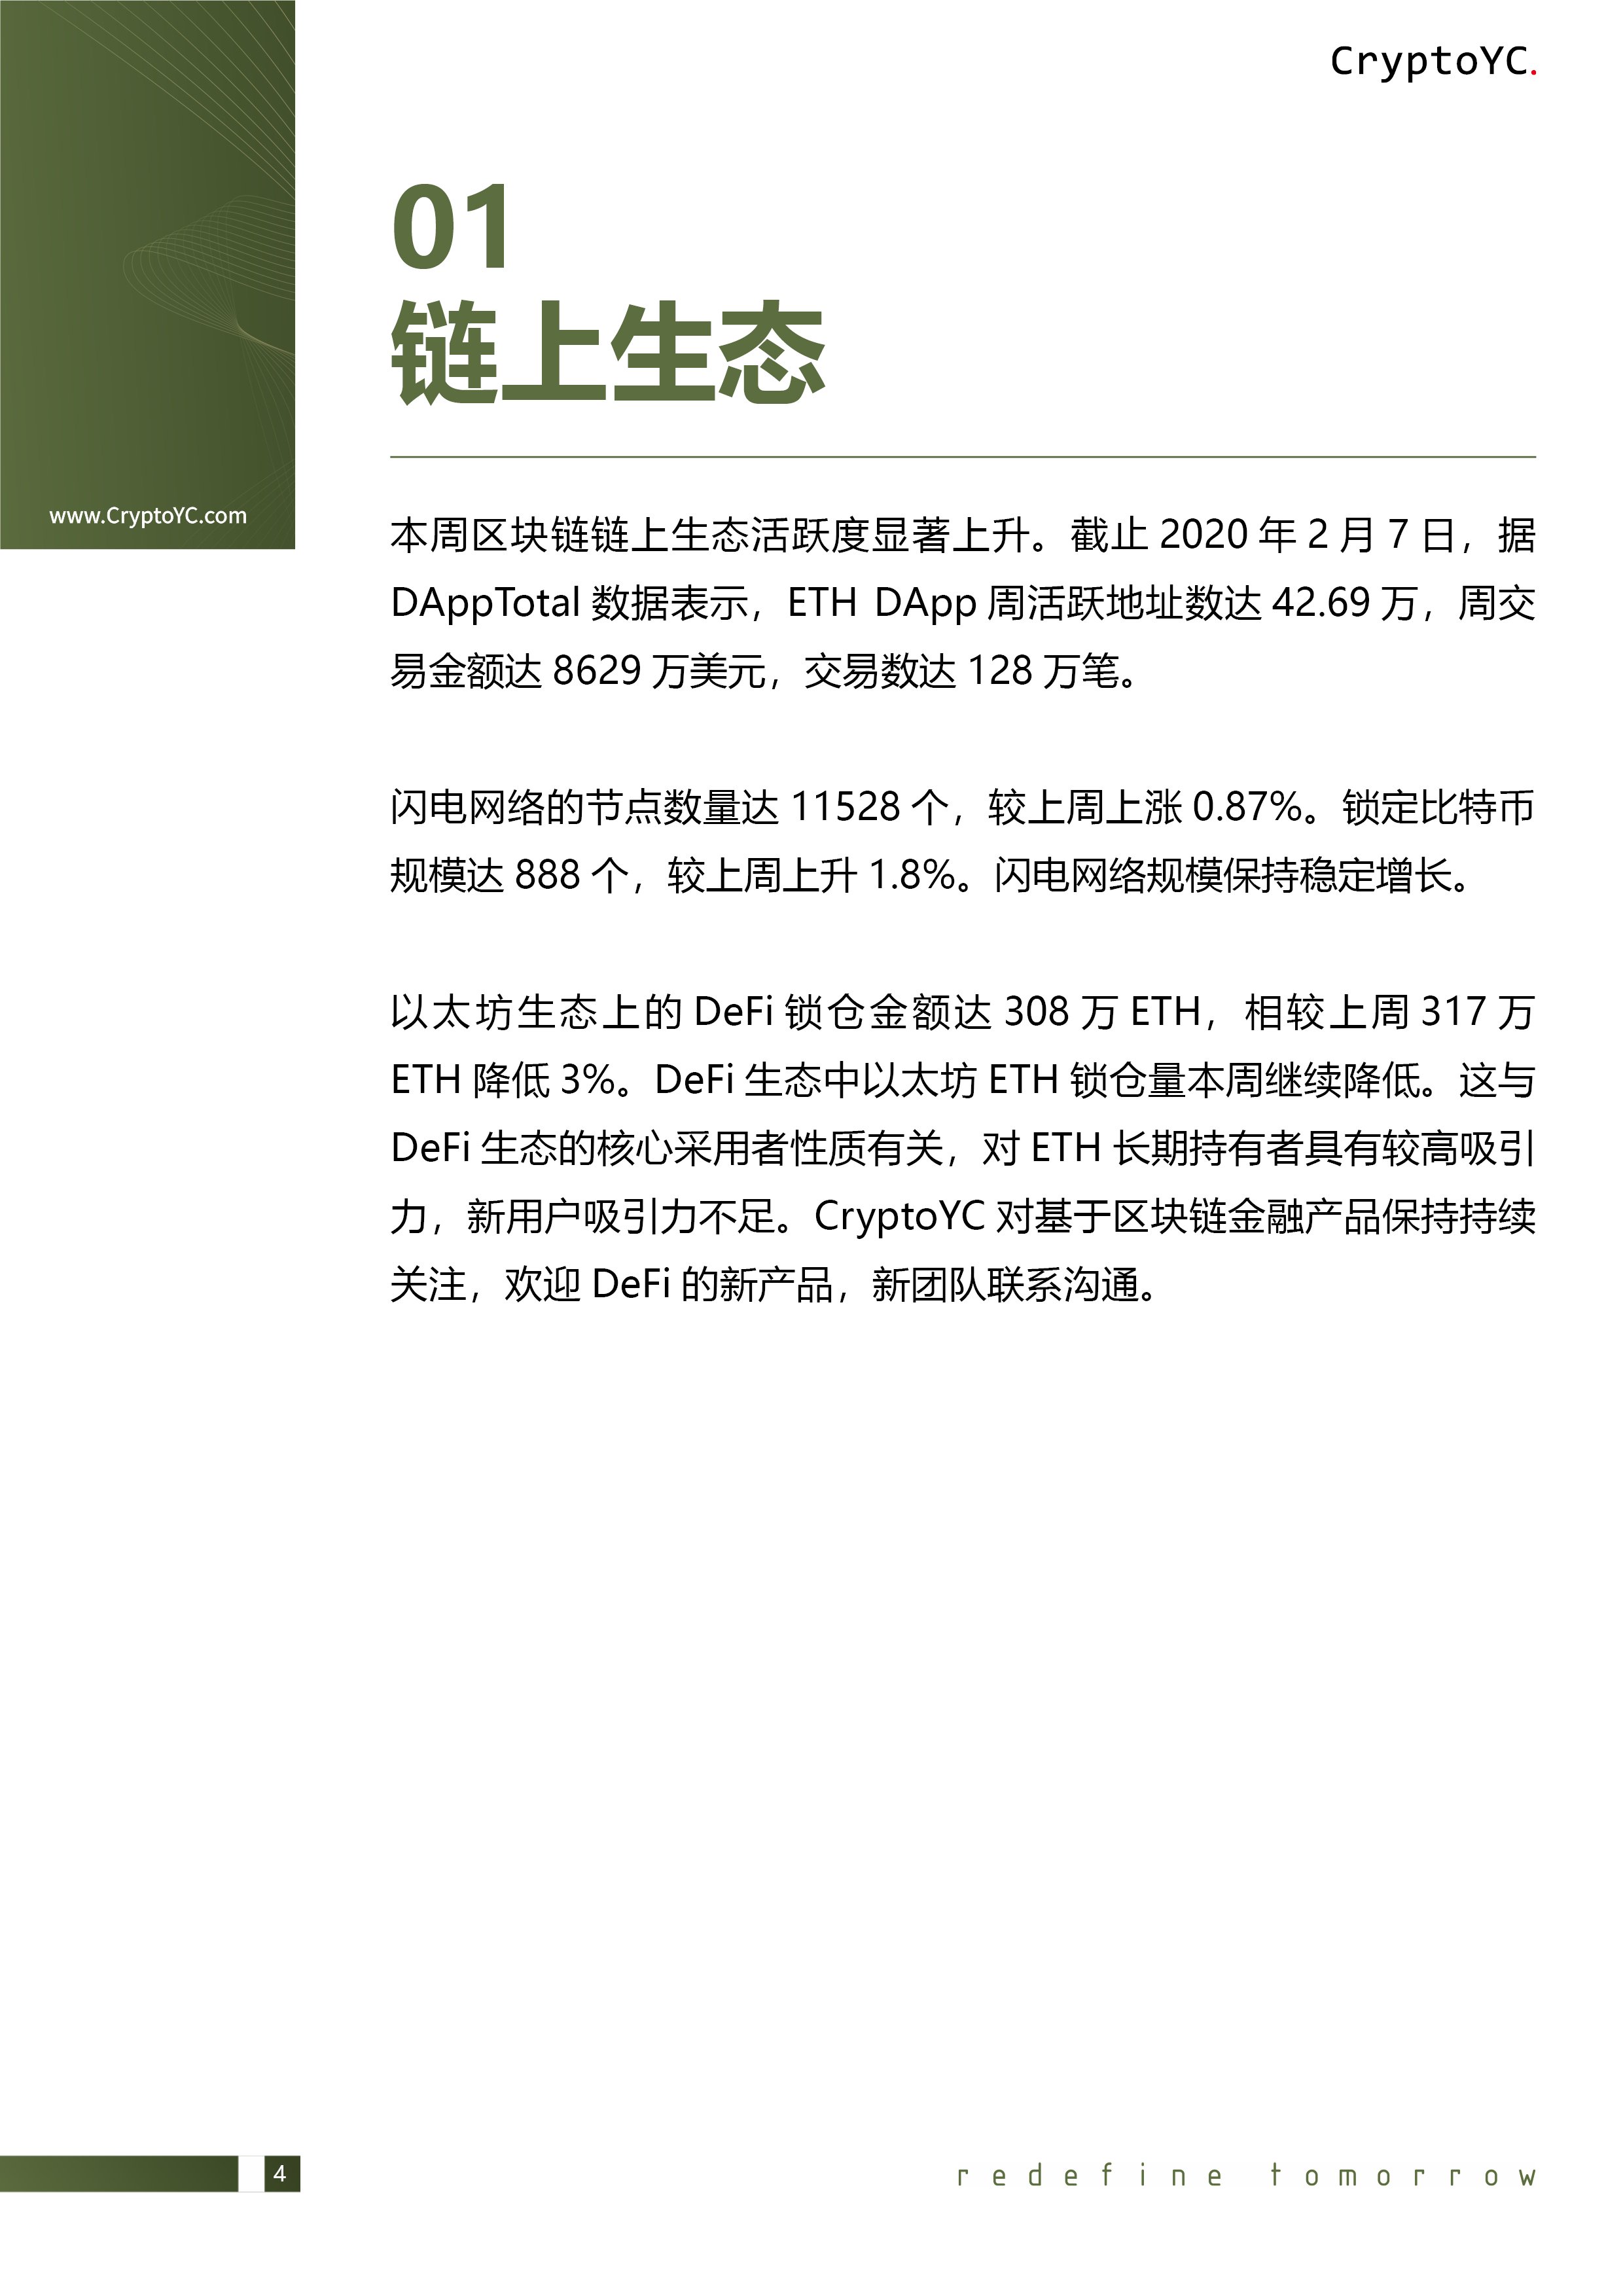 CryptoYC.
01
链上生态
www.CryptoYC.com
本周区块链链上生态活跃度显著上升。截止 2020 年 2 月 7 日，据
DAppTotal 数据表示，ETH DApp 周活跃地址数达 42.69 万，周交
易金额达 8629 万美元，交易数达 128 万笔。
闪电网络的节点数量达 11528 个，较上周上涨 0.87%。锁定比特币
规模达 888 个，较上周上升 1.8%。闪电网络规模保持稳定增长。
以太坊生态上的 DeFi 锁仓金额达 308 万 ETH，相较上周 317 万
ETH 降低 3%。DeFi 生态中以太坊 ETH 锁仓量本周继续降低。这与
DeFi 生态的核心采用者性质有关，对 ETH 长期持有者具有较高吸引
力，新用户吸引力不足。CryptoYC 对基于区块链金融产品保持持续
关注，欢迎 DeFi 的新产品，新团队联系沟通。
4
redefine tomorrow